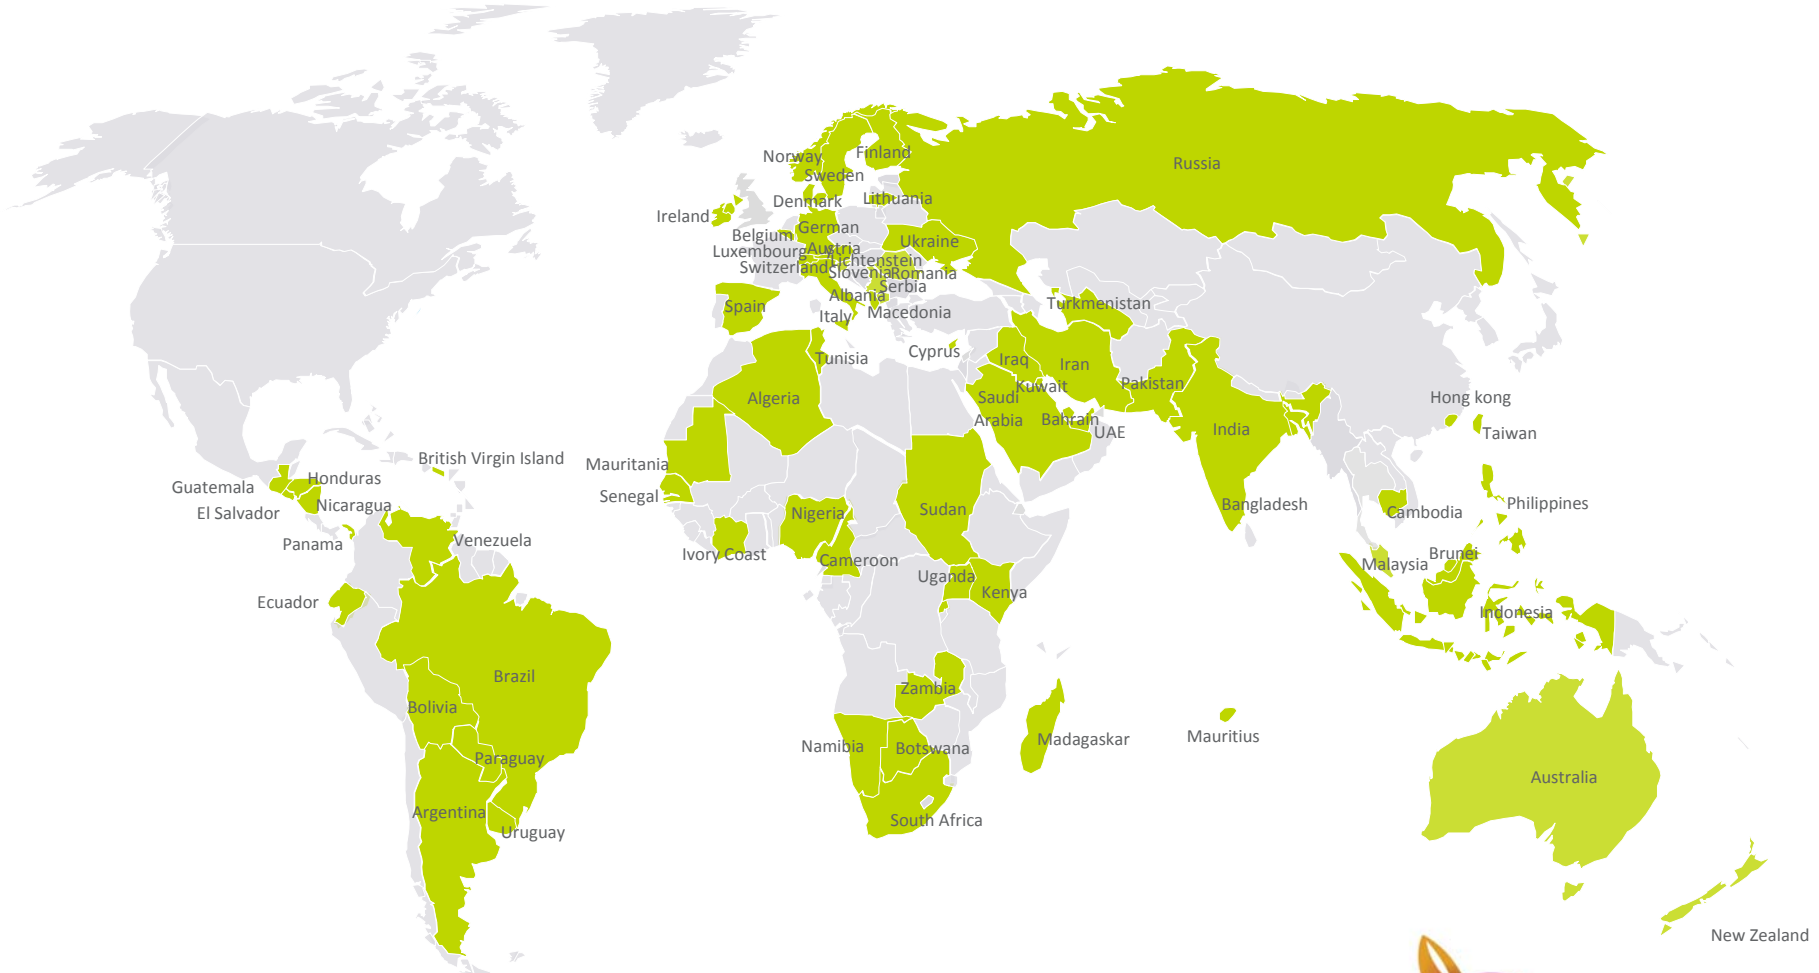 Russia
Norway
Finland
Sweden
Denmark
Lithuania
Ireland
Belgium
German
Luxembourg
Austria
Ukraine
Switzerland
Lichtenstein
Slovenia
Romania
Serbia
Albania
Spain
Italy
Macedonia
Turkmenistan
Tunisia
Cyprus
Iraq
Iran
Kuwait
Pakistan
Algeria
Saudi
Arabia
Bahrain
UAE
India
Hong kong
Taiwan
British Virgin Island
Mauritania
Honduras
Guatemala
Nicaragua
El Salvador
Senegal
Panama
Venezuela
Nigeria
Sudan
Bangladesh
Cambodia
Philippines
Ivory Coast
Cameroon
Malaysia
Brunei
Uganda
Kenya
Ecuador
Indonesia
Brazil
Bolivia
Zambia
Namibia
Botswana
Madagaskar
Mauritius
Paraguay
Australia
Argentina
South Africa
Uruguay
New Zealand